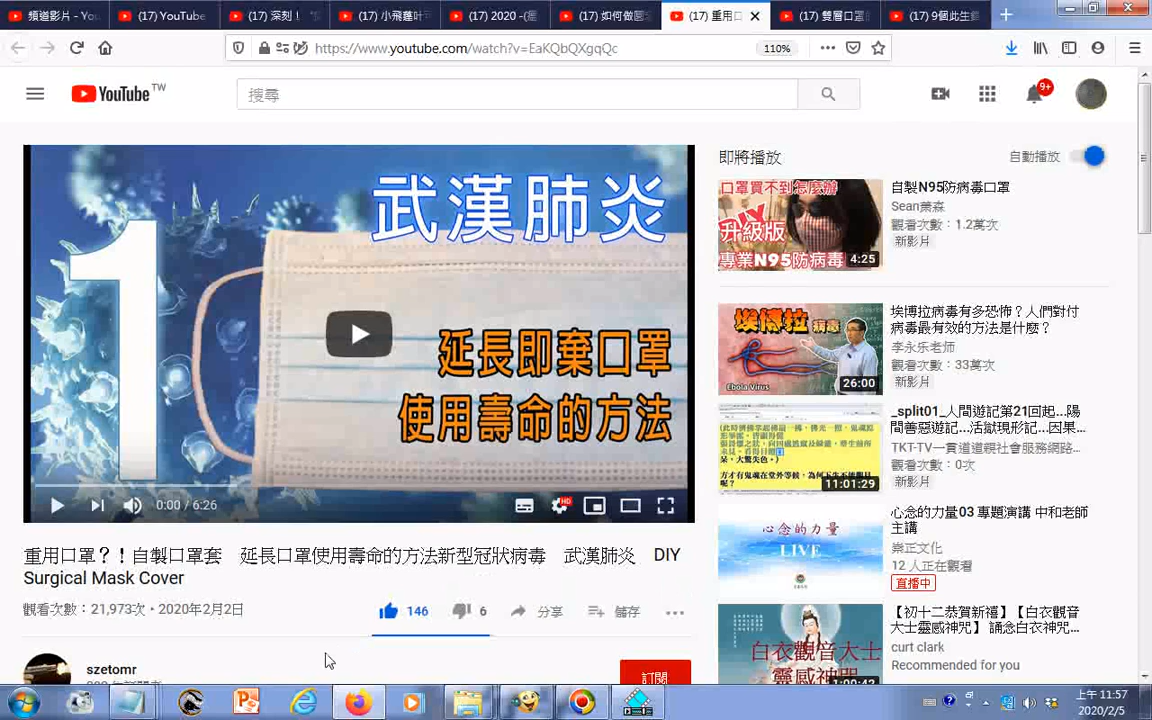 (17) 頻道影片 - You
(17) YouTube
(17) 深刻！
(17) 小飛蓬叶
(17) 2020 -(
(17) 如何做
(17) 重用口
(17) 雙層口罩
(17) 9個此生
https://www.youtube.com/watch?v=EaKQbQXgqQc
110%
YouTube TW
搜尋
9+
武漢肺炎
1
延長即棄口罩
使用壽命的方法
0:00 / 6:26
HD
重用口罩？！自製口罩套 延長口罩使用壽命的方法新型冠狀病毒 武漢肺炎 DIY
Surgical Mask Cover
觀看次數：21,973次 • 2020年2月2日
146
6
分享
儲存
szetomr
訂閱
即將播放
自動播放
口罩買不到怎麼辦
DIY
升級版
專業N95防病毒
4:25
自製N95防病毒口罩
Sean萧森
觀看次數：1.2萬次
新影片
埃博拉
病毒
Ebola Virus
26:00
埃博拉病毒有多恐怖？人們對付
病毒最有效的方法是什麼？
李永乐老师
觀看次數：33萬次
新影片
11:01:29
_split01_人間遊記第21回起...陽
間善惡遊記...活獄現形記...因果...
TKT-TV一貫道道親社會服務網路...
觀看次數：0次
新影片
心念的力量
LIVE
心念的力量03 專題演講 中和老師
主講
崇正文化
12 人正在觀看
直播中
白衣觀音大士
靈感神咒
1:00:42
【初十二恭賀新禧】【白衣觀音
大士靈感神咒】 誦念白衣神咒...
curt clark
Recommended for you
上午 11:57
2020/2/5